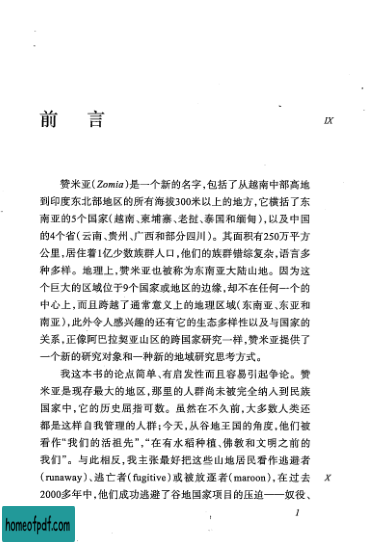 前　言
IX
赞米亚(Zomia)是一个新的名字,包括了从越南中部高地
到印度东北部地区的所有海拔300米以上的地方,它横括了东
南亚的5个国家(越南、柬埔寨、老挝、泰国和缅甸),以及中国
的4个省(云南、贵州、广西和部分四川)。其面积有250万平方
公里,居住着1亿少数族群人口,他们的族群错综复杂,语言多
种多样。地理上,赞米亚也被称为东南亚大陆山地。因为这
个巨大的区域位于9个国家或地区的边缘,却不在任何一个的
中心上,而且跨越了通常意义上的地理区域(东南亚、东亚和
南亚),此外令人感兴趣的还有它的生态多样性以及与国家的
关系,正像阿巴拉契亚山区的跨国家研究一样,赞米亚提供了
一个新的研究对象和一种新的地域研究思考方式。
我这本书的论点简单、有启发性而且容易引起争论。赞
米亚是现存最大的地区,那里的人群尚未被完全纳入到民族
国家中,它的历史屈指可数。虽然在不久前,大多数人类还
都是这样自我管理的人群;今天,从谷地王国的角度,他们被
看作“我们的活祖先”,“在有水稻种植、佛教和文明之前的
我们”。与此相反,我主张最好把这些山地居民看作逃避者
(runaway)、逃亡者(fugitive)或被放逐者(maroon),在过去
X
2000多年中,他们成功逃避了谷地国家项目的压迫——奴役、
1
homeofpdf.com